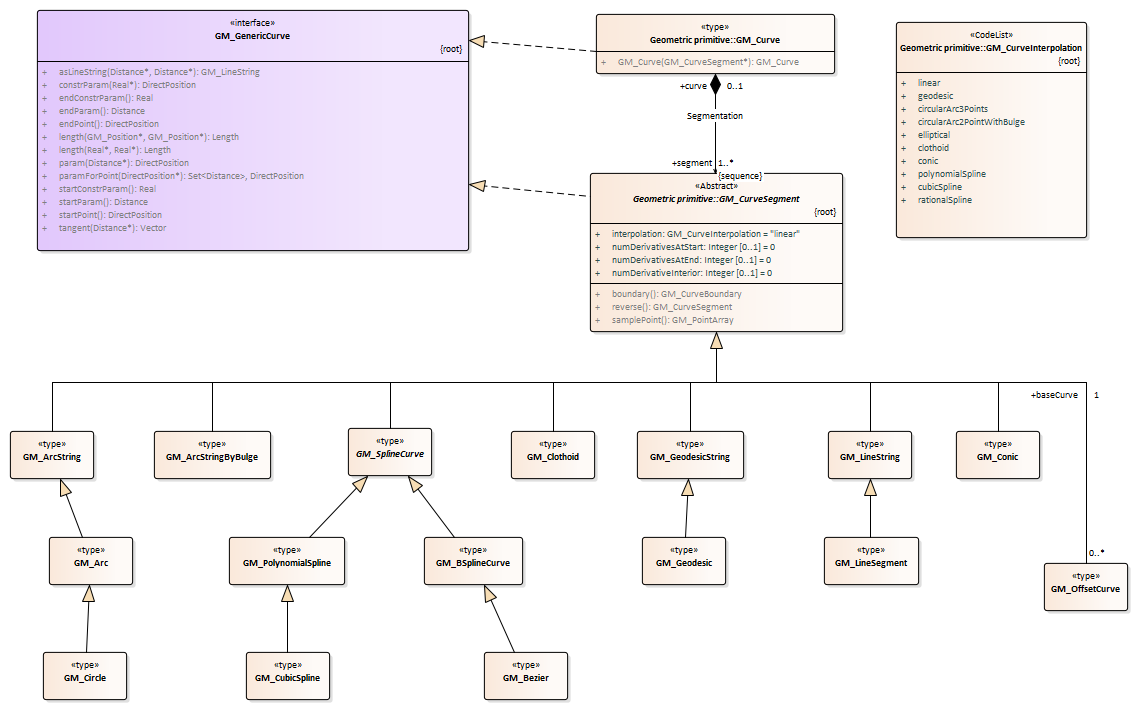 «interface»
GM_GenericCurve
{root}
+ asLineString(Distance*, Distance*): GM_LineString
+ constrParam(Real*): DirectPosition
+ endConstrParam(): Real
+ endParam(): Distance
+ endPoint(): DirectPosition
+ length(GM_Position*, GM_Position*): Length
+ length(Real*, Real*): Length
+ param(Distance*): DirectPosition
+ paramForPoint(DirectPosition*): Set<Distance>, DirectPosition
+ startConstrParam(): Real
+ startParam(): Distance
+ startPoint(): DirectPosition
+ tangent(Distance*): Vector
«type»
Geometric primitive::GM_Curve
+ GM_Curve(GM_CurveSegment*): GM_Curve
+curve 0..1
Segmentation
+segment 1..*
{sequence}
«Abstract»
Geometric primitive::GM_CurveSegment
{root}
+ interpolation: GM_CurveInterpolation = "linear"
+ numDerivativesAtStart: Integer [0..1] = 0
+ numDerivativesAtEnd: Integer [0..1] = 0
+ numDerivativeInterior: Integer [0..1] = 0
+ boundary(): GM_CurveBoundary
+ reverse(): GM_CurveSegment
+ samplePoint(): GM_PointArray
«CodeList»
Geometric primitive::GM_CurveInterpolation
{root}
+ linear
+ geodesic
+ circularArc3Points
+ circularArc2PointWithBulge
+ elliptical
+ clothoid
+ conic
+ polynomialSpline
+ cubicSpline
+ rationalSpline
+baseCurve 1
«type»
GM_ArcString
«type»
GM_ArcStringByBulge
«type»
GM_SplineCurve
«type»
GM_Clothoid
«type»
GM_GeodesicString
«type»
GM_LineString
«type»
GM_Conic
«type»
GM_Arc
«type»
GM_PolynomialSpline
«type»
GM_BSplineCurve
«type»
GM_Geodesic
«type»
GM_LineSegment
0..*
«type»
GM_OffsetCurve
«type»
GM_Circle
«type»
GM_CubicSpline
«type»
GM_Bezier